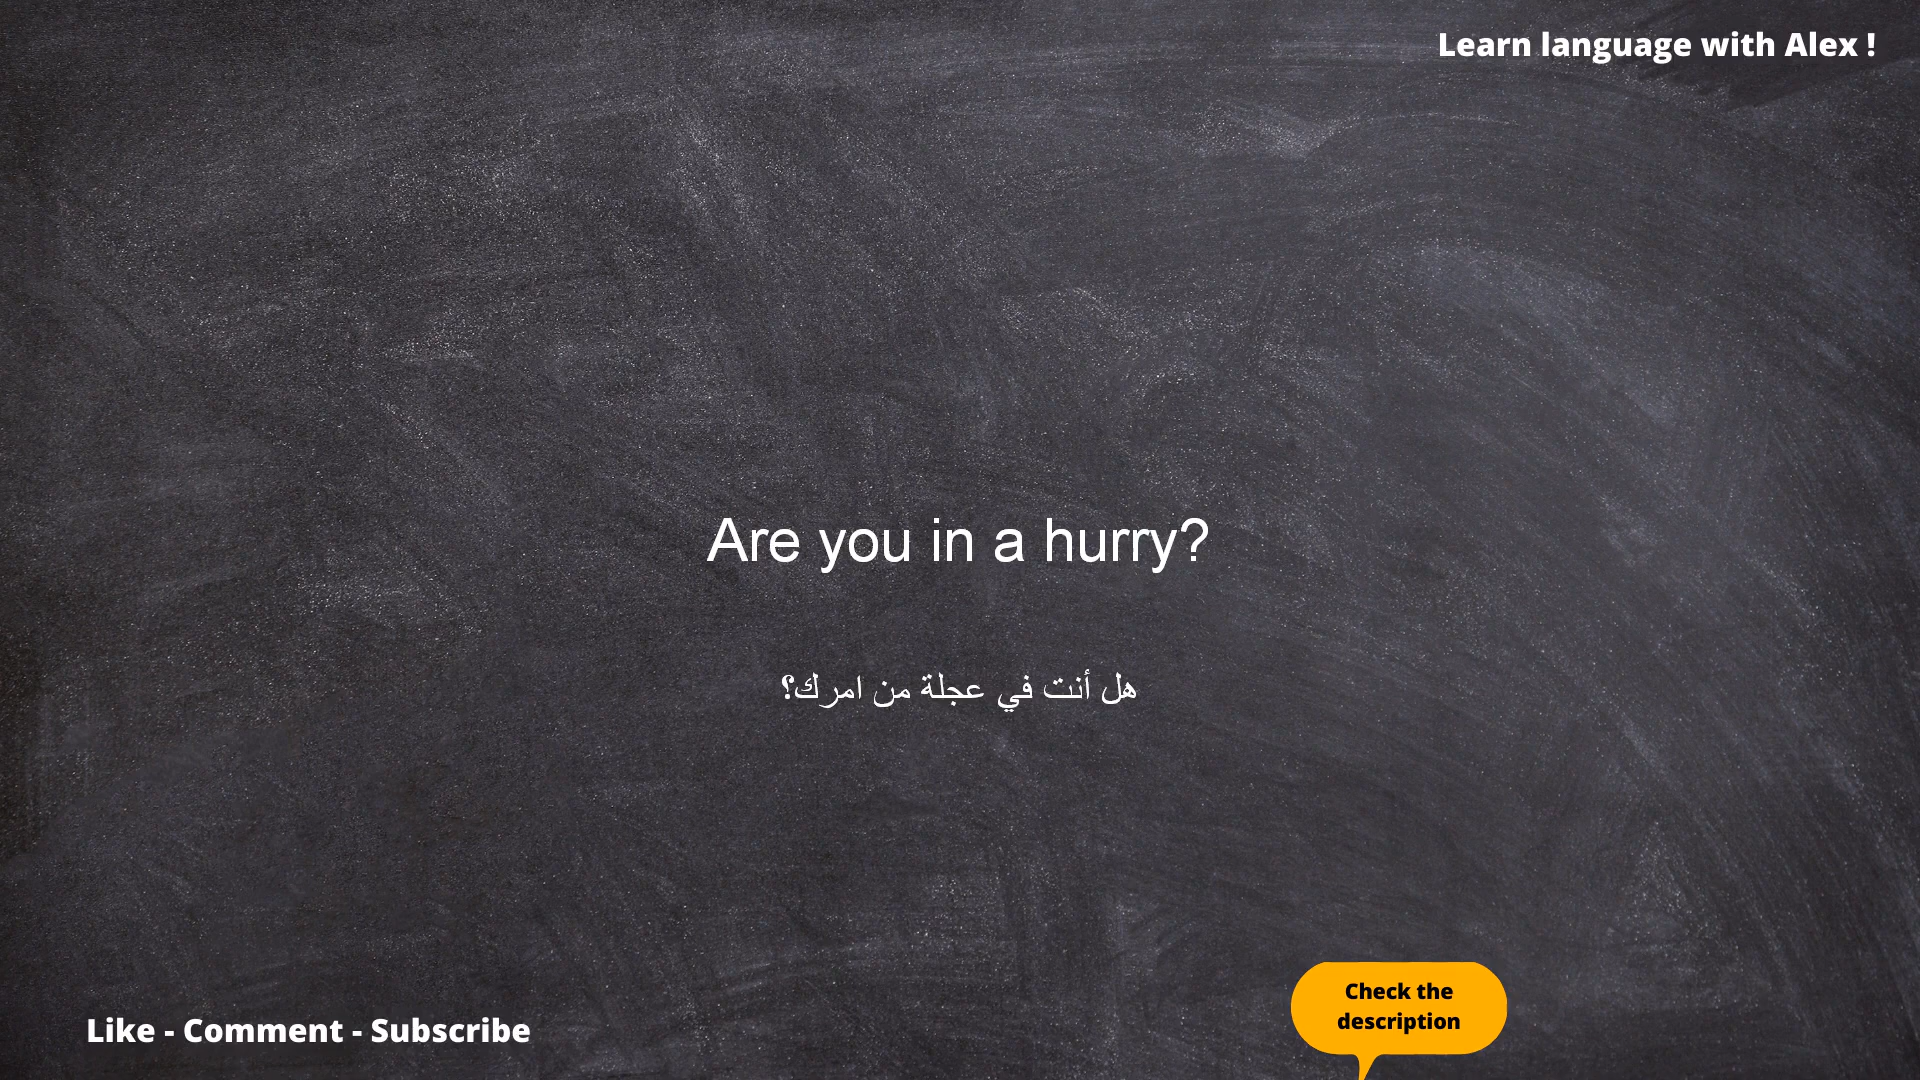 Learn language with Alex !
Are you in a hurry?
هل أنت في عجلة من امرك؟
Check the
description
Like - Comment - Subscribe